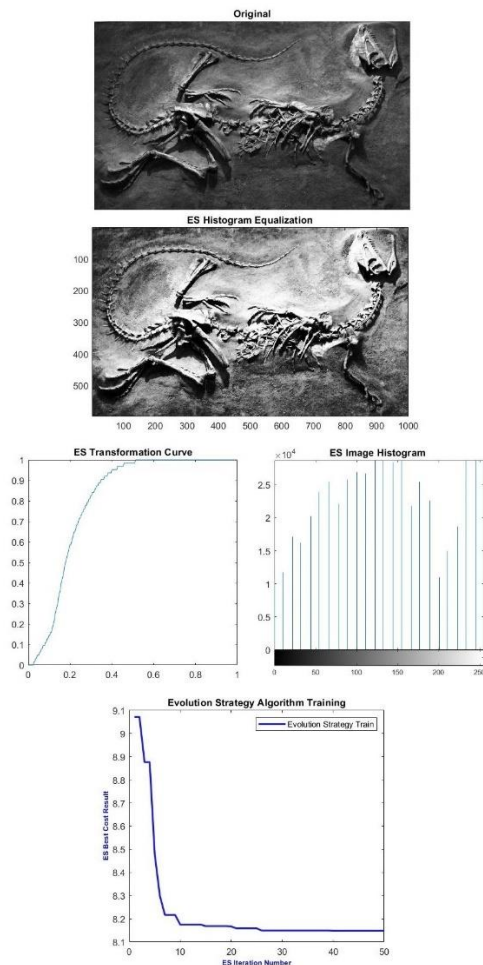 Original
ES Histogram Equalization
100
200
300
400
500
100 200 300 400 500 600 700 800 900 1000
ES Transformation Curve
1
0.9
0.8
0.7
0.6
0.5
0.4
0.3
0.2
0.1
0
0 0.2 0.4 0.6 0.8 1
ES Image Histogram
×10^4
2.5
2
1.5
1
0.5
0
0 50 100 150 200 250
Evolution Strategy Algorithm Training
Evolution Strategy Train
ES Best Cost Result
9.1
9
8.9
8.8
8.7
8.6
8.5
8.4
8.3
8.2
8.1
0 10 20 30 40 50
ES Iteration Number